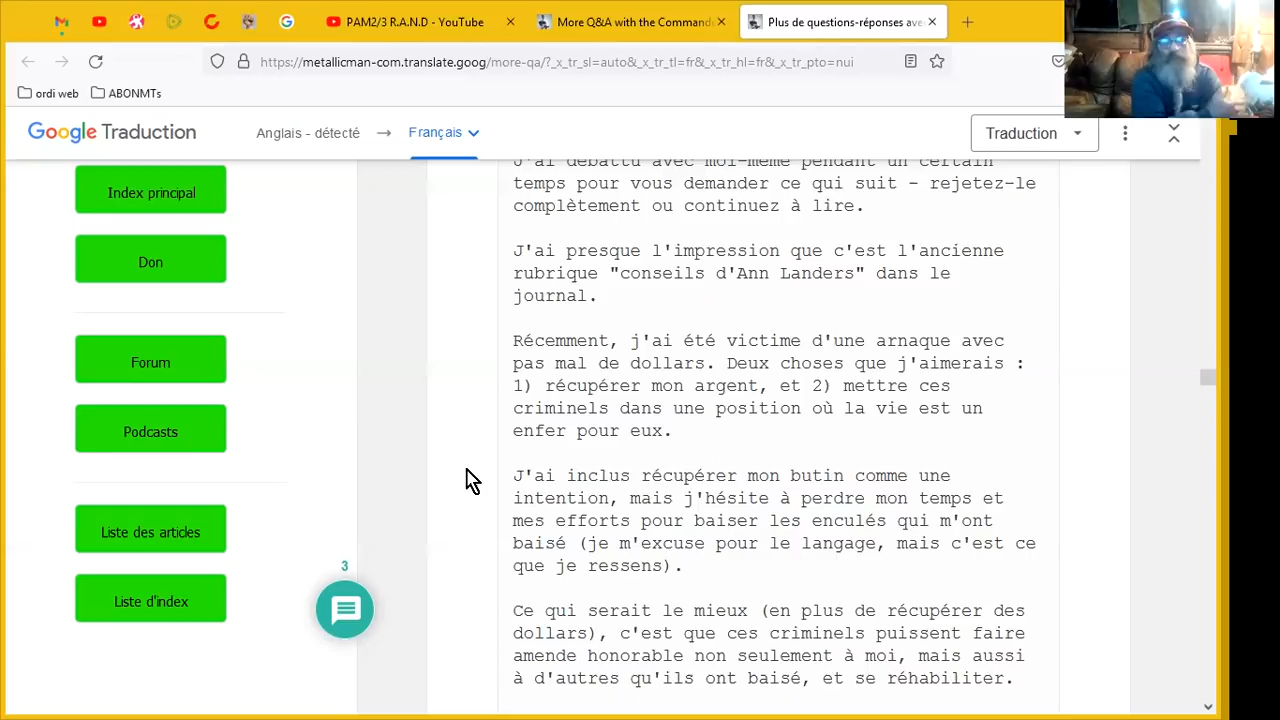 PAM2/3 R.A.N.D - YouTube
More Q&A with the Command
Plus de questions-réponses ave
https://metallicman-com.translate.goog/more-qa/?_x_tr_sl=auto&_x_tr_tl=fr&_x_tr_hl=fr&_x_tr_pto=nui
ordi web
ABONMTs
Google Traduction
Anglais - détecté
Français
Traduction
Index principal
Don
Forum
Podcasts
Liste des articles
Liste d'index
3
J'ai débattu avec moi-même pendant un certain
temps pour vous demander ce qui suit - rejetez-le
complètement ou continuez à lire.
J'ai presque l'impression que c'est l'ancienne
rubrique "conseils d'Ann Landers" dans le
journal.
Récemment, j'ai été victime d'une arnaque avec
pas mal de dollars. Deux choses que j'aimerais :
1) récupérer mon argent, et 2) mettre ces
criminels dans une position où la vie est un
enfer pour eux.
J'ai inclus récupérer mon butin comme une
intention, mais j'hésite à perdre mon temps et
mes efforts pour baiser les enculés qui m'ont
baisé (je m'excuse pour le langage, mais c'est ce
que je ressens).
Ce qui serait le mieux (en plus de récupérer des
dollars), c'est que ces criminels puissent faire
amende honorable non seulement à moi, mais aussi
à d'autres qu'ils ont baisé, et se réhabiliter.